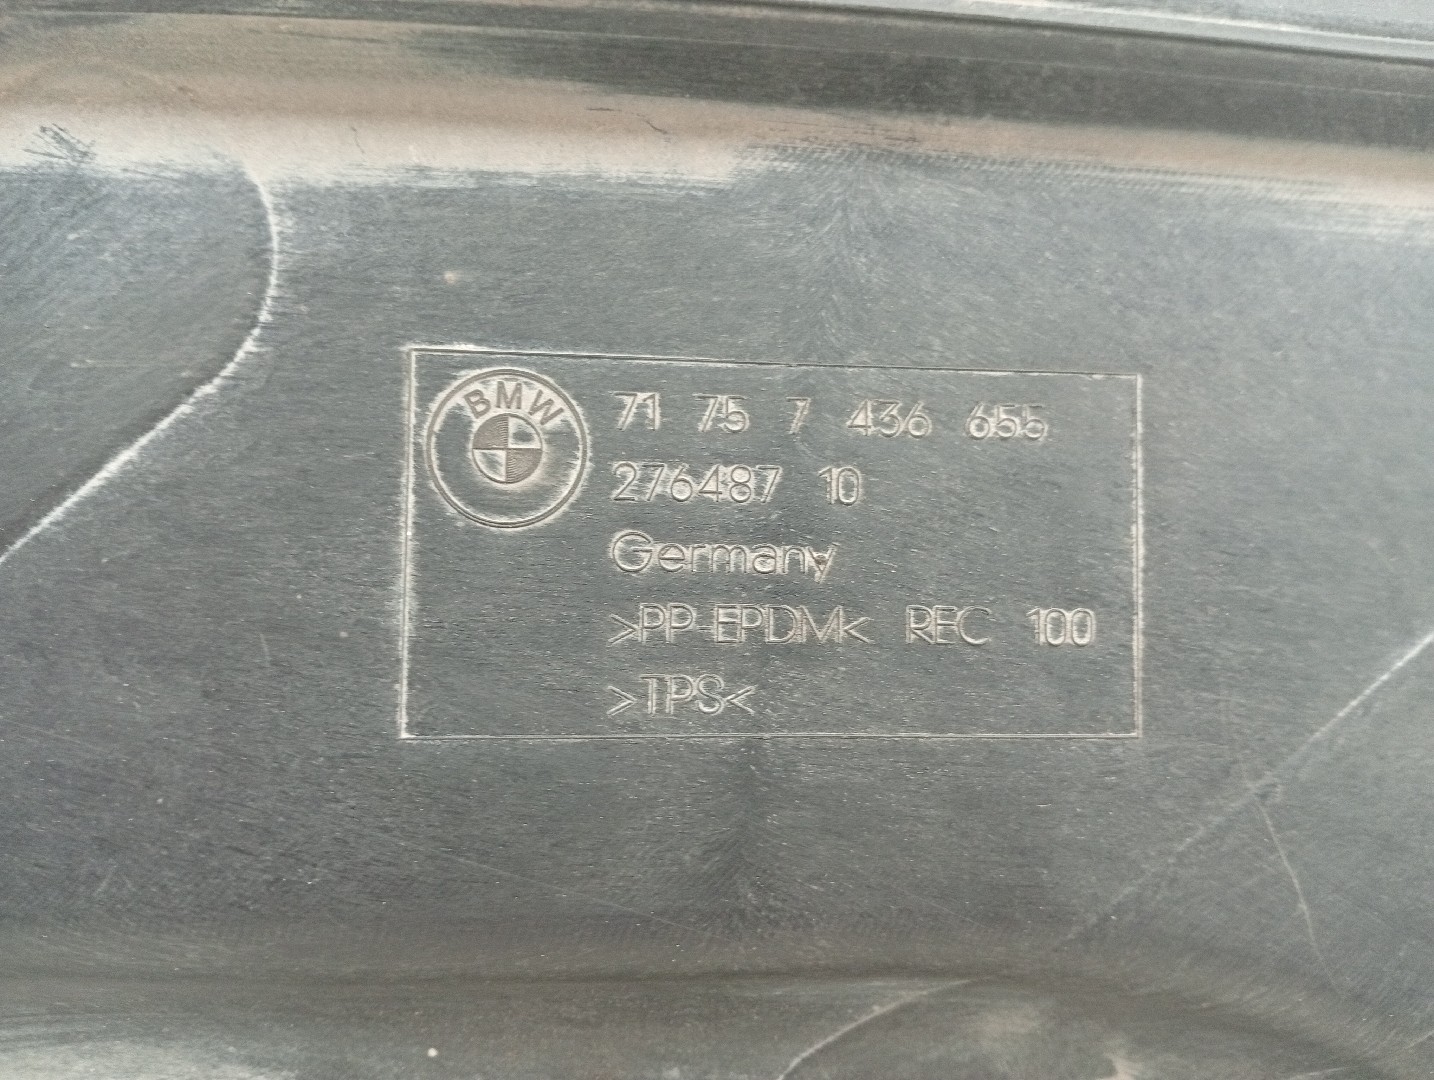 BMW
71 75 7 436 655
276487 10
Germany
>PP-EPDM< REC 100
>TPS<